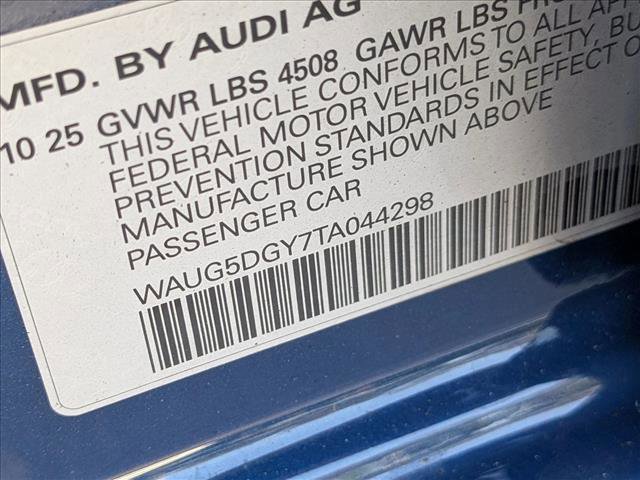 MFD. BY AUDI AG
10 25 GVWR LBS 4508 GAWR LBS
THIS VEHICLE CONFORMS TO ALL
FEDERAL MOTOR VEHICLE SAFETY,
PREVENTION STANDARDS IN EFFECT
MANUFACTURE SHOWN ABOVE
PASSENGER CAR
WAUG5DGY7TA044298